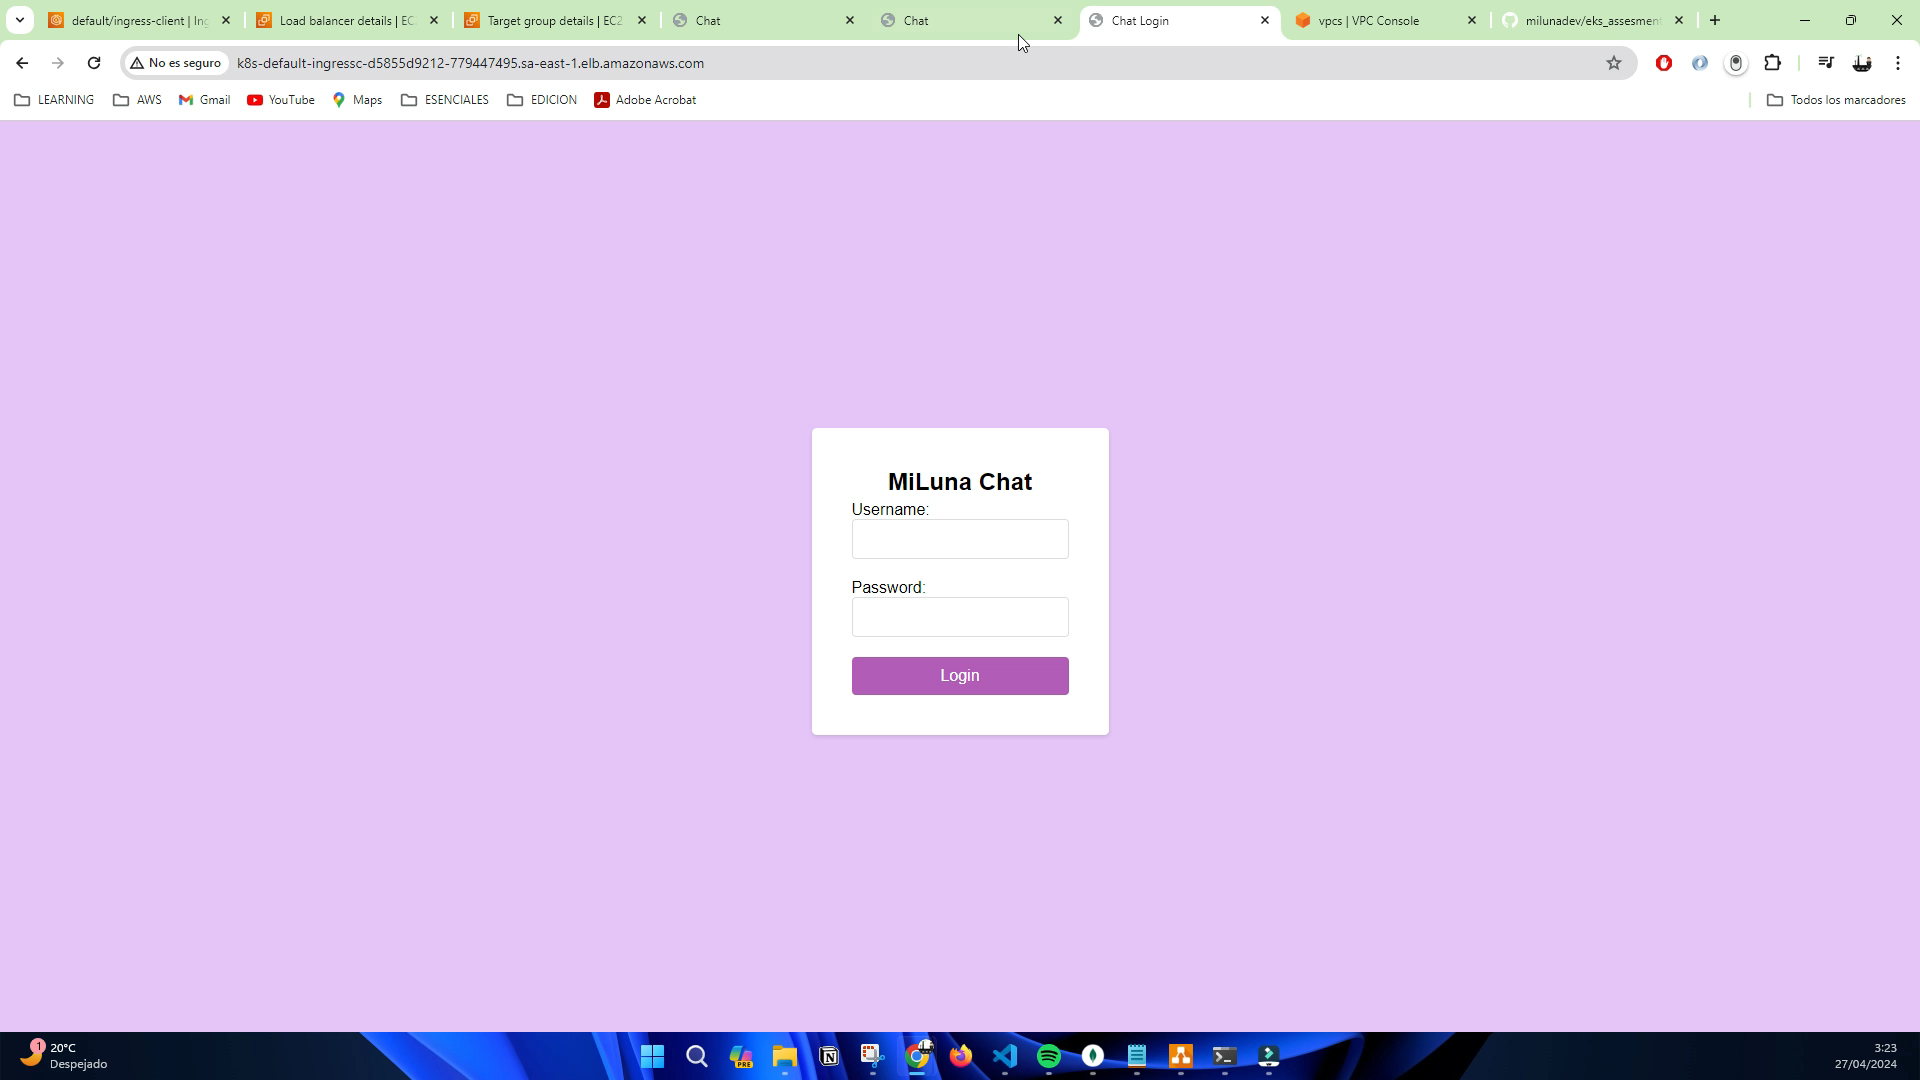 default/ingress-client | Ing
Load balancer details | EC
Target group details | EC2
Chat
Chat
Chat Login
vpcs | VPC Console
milunadev/eks_assesment
No es seguro
k8s-default-ingressc-d5855d9212-779447495.sa-east-1.elb.amazonaws.com
LEARNING
AWS
Gmail
YouTube
Maps
ESENCIALES
EDICION
Adobe Acrobat
Todos los marcadores
MiLuna Chat
Username:
Password:
Login
1
20°C
Despejado
PRE
3:23
27/04/2024